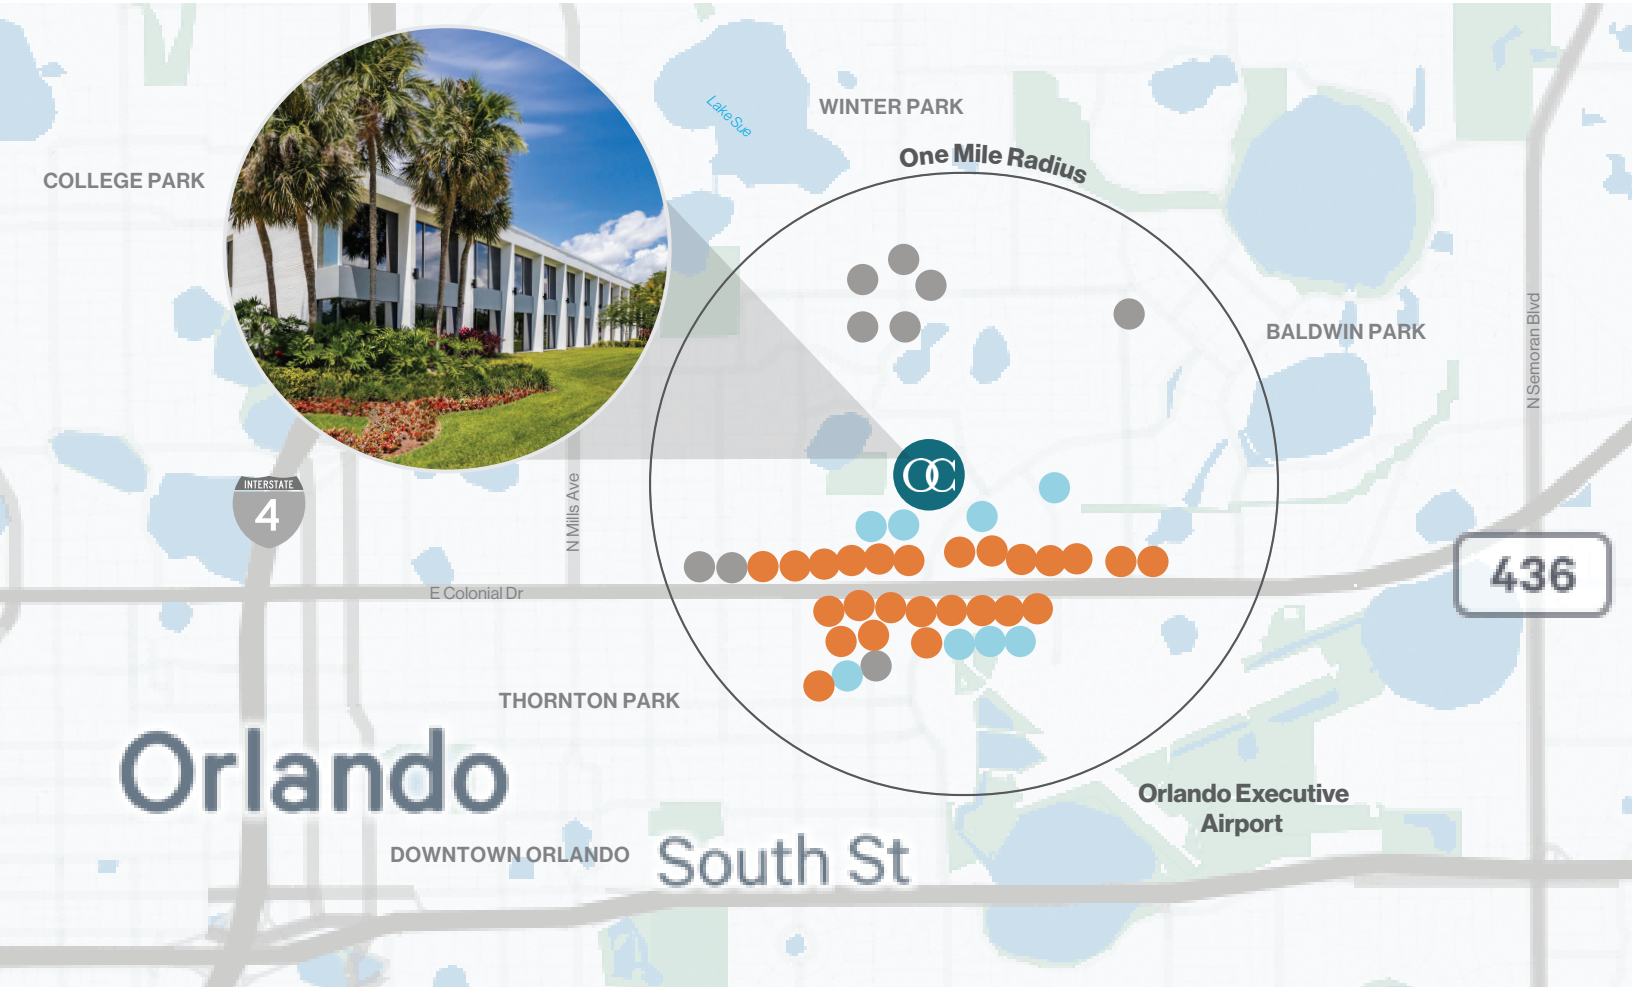 WINTER PARK
Lake Sue
One Mile Radius
COLLEGE PARK
BALDWIN PARK
N Semoran Blvd
OC
INTERSTATE
4
N Mills Ave
436
E Colonial Dr
THORNTON PARK
Orlando
Orlando Executive
Airport
DOWNTOWN ORLANDO
South St